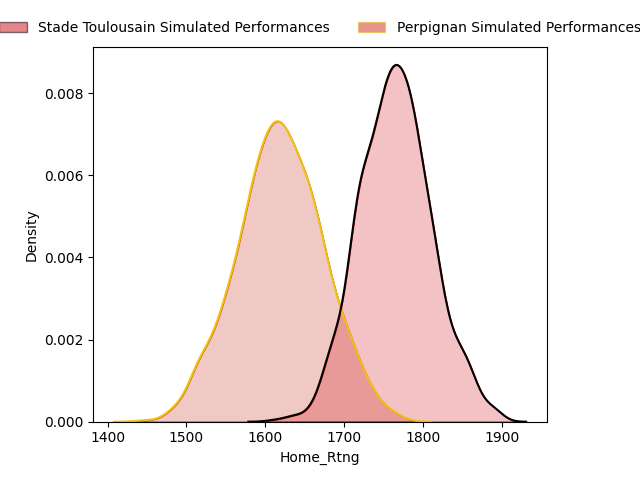 Stade Toulousain Simulated Performances Perpignan Simulated Performances
0.008
0.006
0.004
0.002
0.000
Density
1400 1500 1600 1700 1800 1900
Home_Rtng